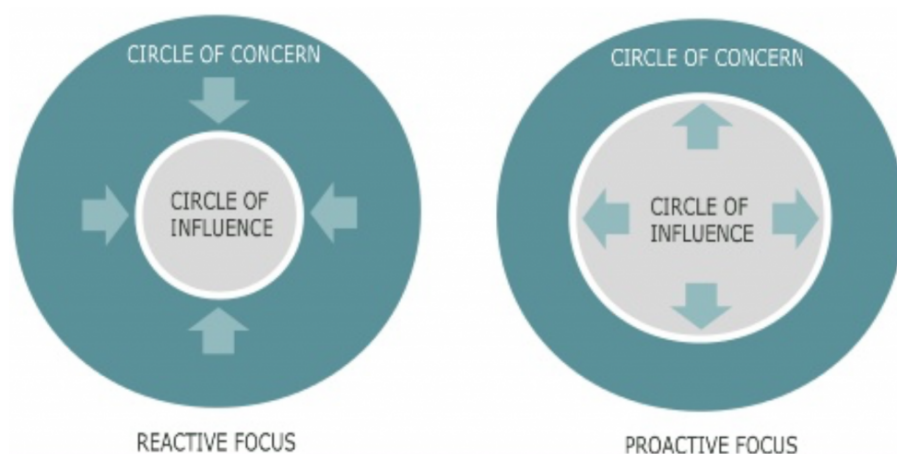 CIRCLE OF CONCERN
CIRCLE OF
INFLUENCE
REACTIVE FOCUS
CIRCLE OF CONCERN
CIRCLE OF
INFLUENCE
PROACTIVE FOCUS